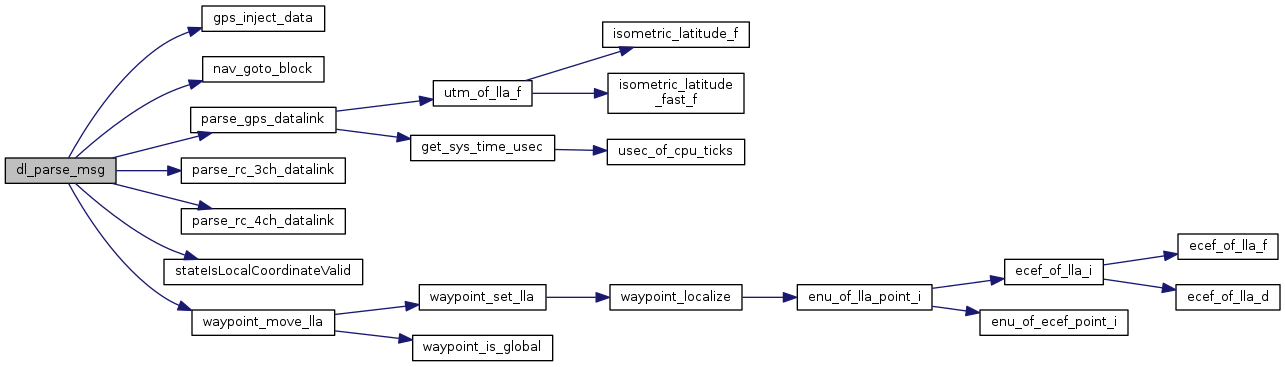 gps_inject_data
nav_goto_block
parse_gps_datalink
dl_parse_msg
parse_rc_3ch_datalink
parse_rc_4ch_datalink
stateIsLocalCoordinateValid
waypoint_move_lla
utm_of_lla_f
get_sys_time_usec
isometric_latitude_f
isometric_latitude
_fast_f
usec_of_cpu_ticks
waypoint_set_lla
waypoint_is_global
waypoint_localize
enu_of_lla_point_i
ecef_of_lla_i
enu_of_ecef_point_i
ecef_of_lla_f
ecef_of_lla_d